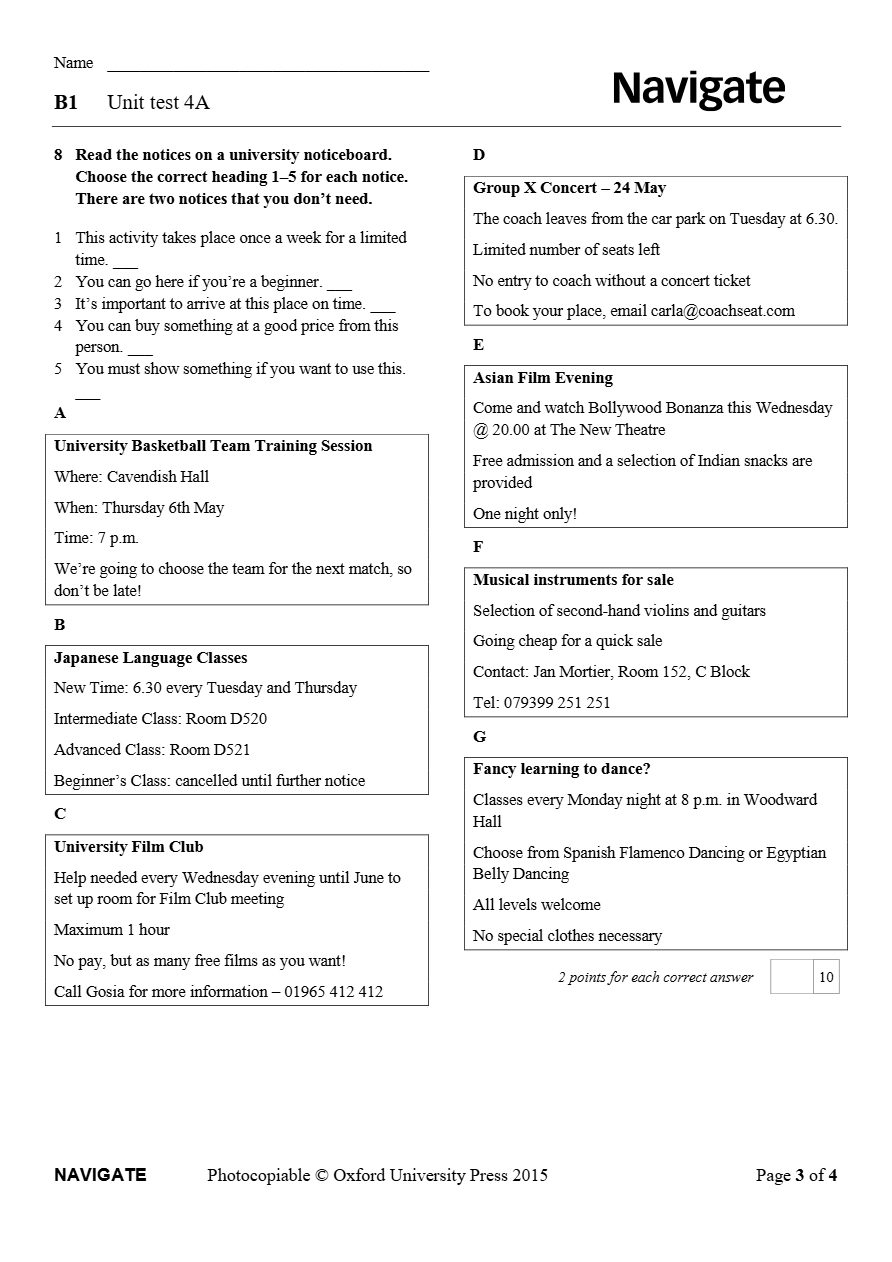 Name
Navigate
B1 Unit test 4A
8 Read the notices on a university noticeboard.
Choose the correct heading 1–5 for each notice.
There are two notices that you don’t need.
1 This activity takes place once a week for a limited
time. ___
2 You can go here if you’re a beginner. ___
3 It’s important to arrive at this place on time. ___
4 You can buy something at a good price from this
person. ___
5 You must show something if you want to use this.
___
A
University Basketball Team Training Session
Where: Cavendish Hall
When: Thursday 6th May
Time: 7 p.m.
We’re going to choose the team for the next match, so
don’t be late!
B
Japanese Language Classes
New Time: 6.30 every Tuesday and Thursday
Intermediate Class: Room D520
Advanced Class: Room D521
Beginner’s Class: cancelled until further notice
C
University Film Club
Help needed every Wednesday evening until June to
set up room for Film Club meeting
Maximum 1 hour
No pay, but as many free films as you want!
Call Gosia for more information – 01965 412 412
D
Group X Concert – 24 May
The coach leaves from the car park on Tuesday at 6.30.
Limited number of seats left
No entry to coach without a concert ticket
To book your place, email carla@coachseat.com
E
Asian Film Evening
Come and watch Bollywood Bonanza this Wednesday
@ 20.00 at The New Theatre
Free admission and a selection of Indian snacks are
provided
One night only!
F
Musical instruments for sale
Selection of second-hand violins and guitars
Going cheap for a quick sale
Contact: Jan Mortier, Room 152, C Block
Tel: 079399 251 251
G
Fancy learning to dance?
Classes every Monday night at 8 p.m. in Woodward
Hall
Choose from Spanish Flamenco Dancing or Egyptian
Belly Dancing
All levels welcome
No special clothes necessary
2 points for each correct answer 10
NAVIGATE Photocopiable © Oxford University Press 2015 Page 3 of 4